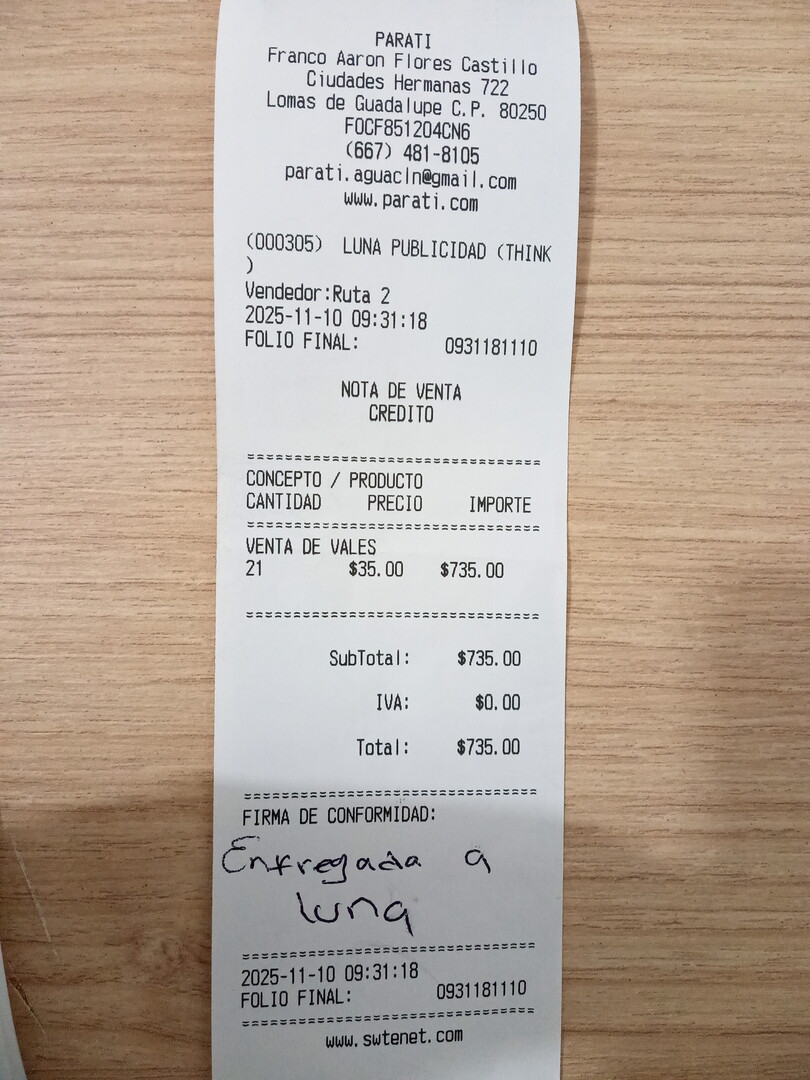 PARATI
Franco Aaron Flores Castillo
Ciudades Hermanas 722
Lomas de Guadalupe C.P. 80250
FOCF851204CN6
(667) 481-8105
parati.aguacln@gmail.com
www.parati.com
(000305) LUNA PUBLICIDAD (THINK
)
Vendedor:Ruta 2
2025-11-10 09:31:18
FOLIO FINAL: 0931181110
NOTA DE VENTA
CREDITO
================================
CONCEPTO / PRODUCTO
CANTIDAD PRECIO IMPORTE
================================
VENTA DE VALES
21 $35.00 $735.00
================================
SubTotal: $735.00
IVA: $0.00
Total: $735.00
================================
FIRMA DE CONFORMIDAD:
Entregada a
luna
================================
2025-11-10 09:31:18
FOLIO FINAL: 0931181110
================================
www.swtenet.com